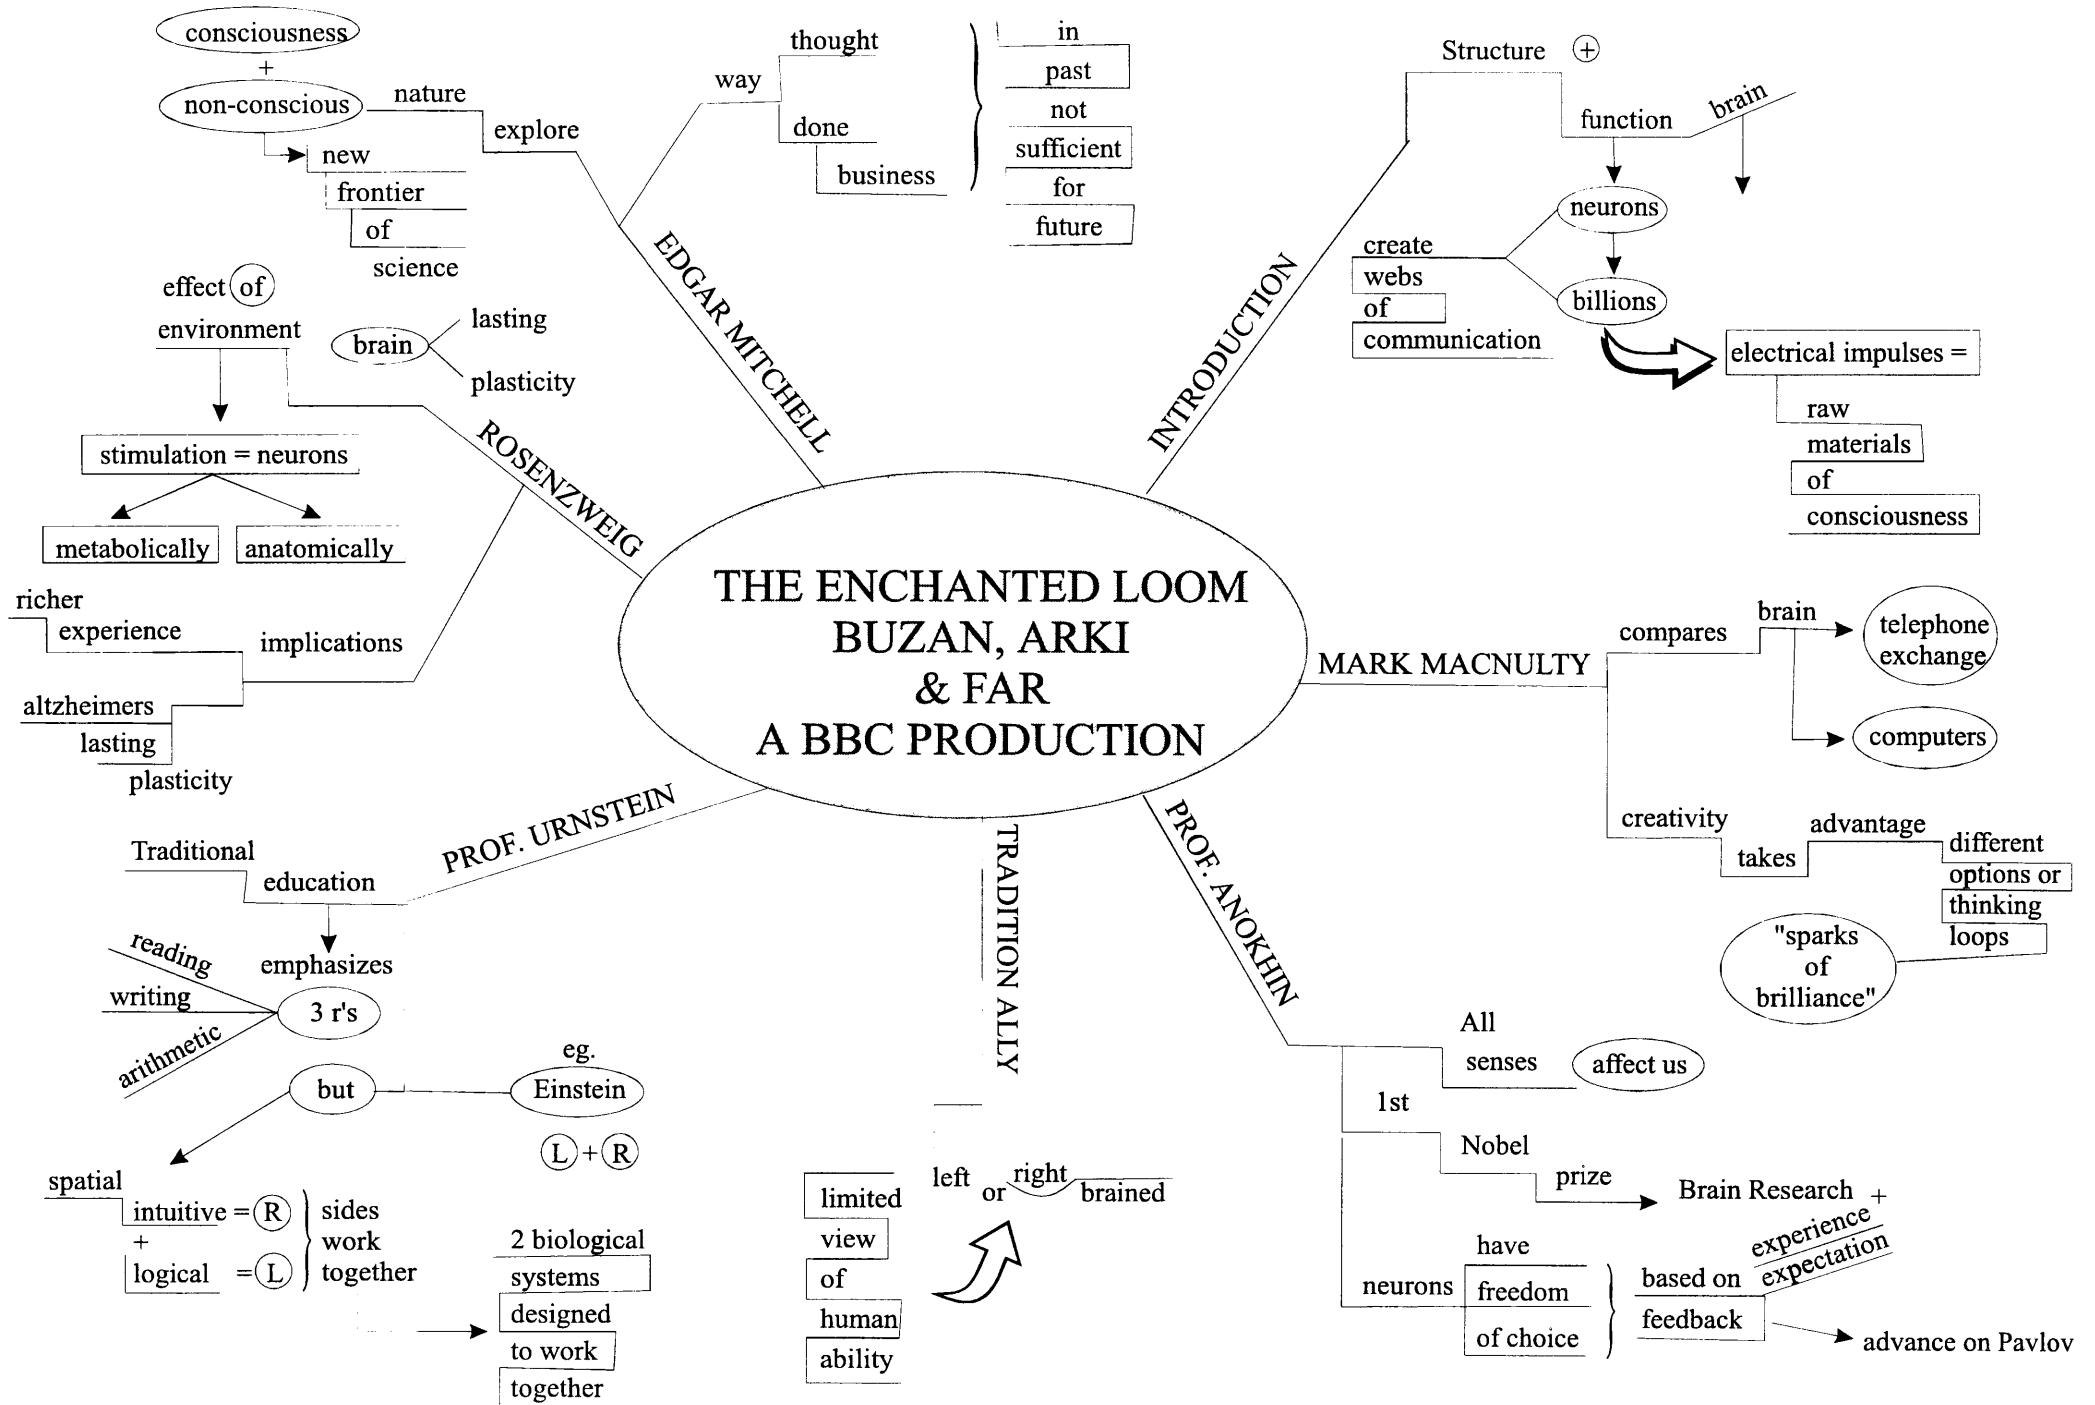 consciousness
+
non-conscious
nature
explore
new
frontier
of
science
way
thought
done
business
in
past
not
sufficient
for
future
EDGAR MITCHELL
Structure +
function
brain
neurons
billions
create
webs
of
communication
electrical impulses =
raw
materials
of
consciousness
INTRODUCTION
effect of
environment
brain
lasting
plasticity
stimulation = neurons
metabolically
anatomically
ROSENZWEIG
implications
richer
experience
altzheimers
lasting
plasticity
THE ENCHANTED LOOM
BUZAN, ARKI
& FAR
A BBC PRODUCTION
MARK MACNULTY
compares
brain
telephone
exchange
computers
creativity
takes
advantage
different
options or
thinking
loops
"sparks
of
brilliance"
PROF. URNSTEIN
Traditional
education
emphasizes
3 r's
reading
writing
arithmetic
but
eg.
Einstein
L + R
spatial
intuitive = R
+
logical = L
sides
work
together
2 biological
systems
designed
to work
together
TRADITION ALLY
left or right brained
limited
view
of
human
ability
PROF. ANOKHIN
All
senses
affect us
1st
Nobel
prize
Brain Research +
experience
expectation
neurons
have
freedom
of choice
based on
feedback
advance on Pavlov